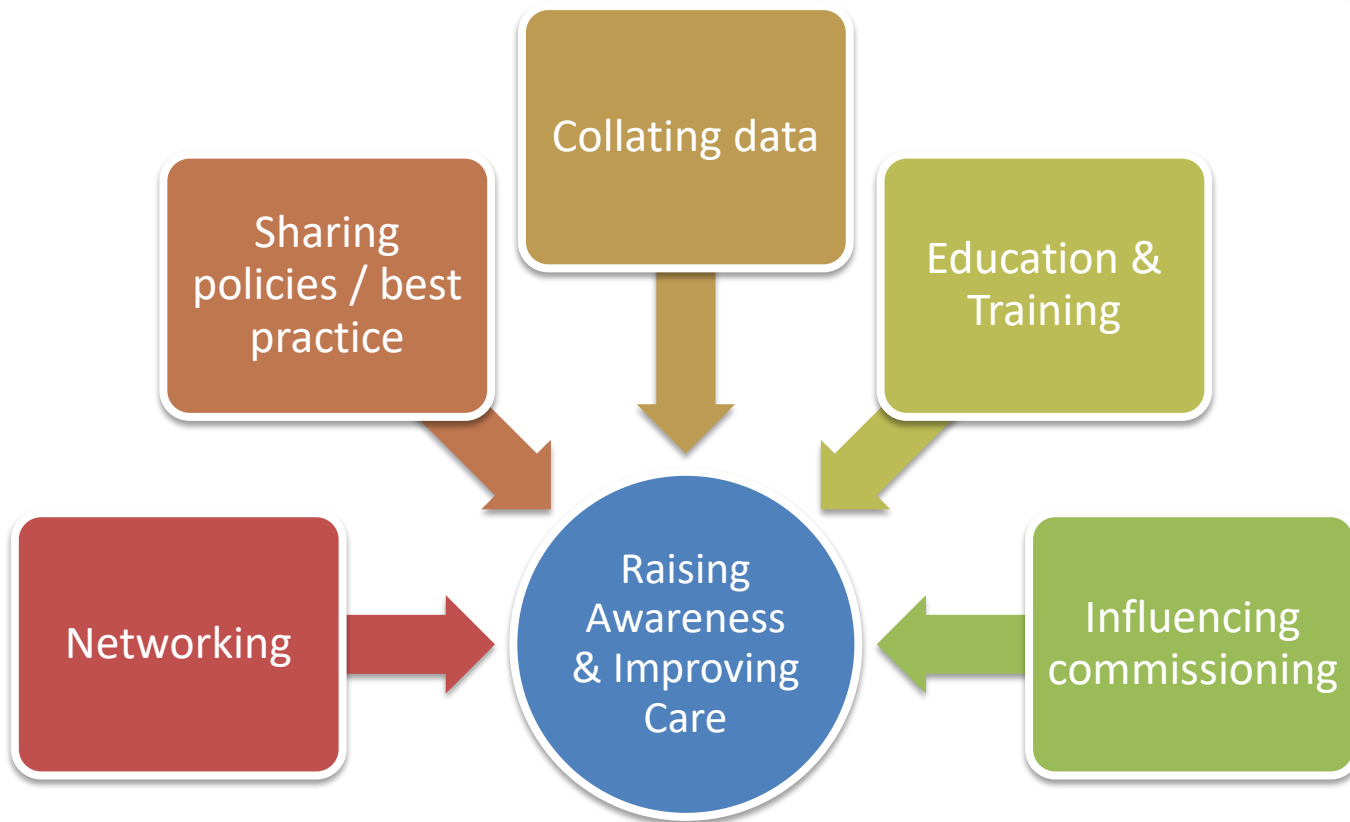 Collating data
Sharing
policies / best
practice
Education &
Training
Networking
Raising
Awareness
& Improving
Care
Influencing
commissioning